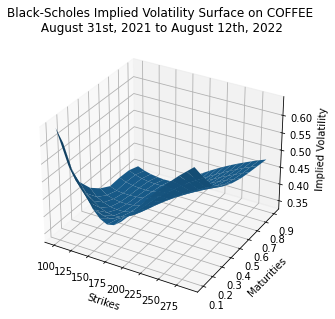 Black-Scholes Implied Volatility Surface on COFFEE
August 31st, 2021 to August 12th, 2022
0.60
0.55
0.50
0.45
0.40
0.35
Implied Volatility
0.9
0.8
0.7
0.6
0.5
0.4
0.3
0.2
0.1
Maturities
100 125 150 175 200 225 250 275
Strikes